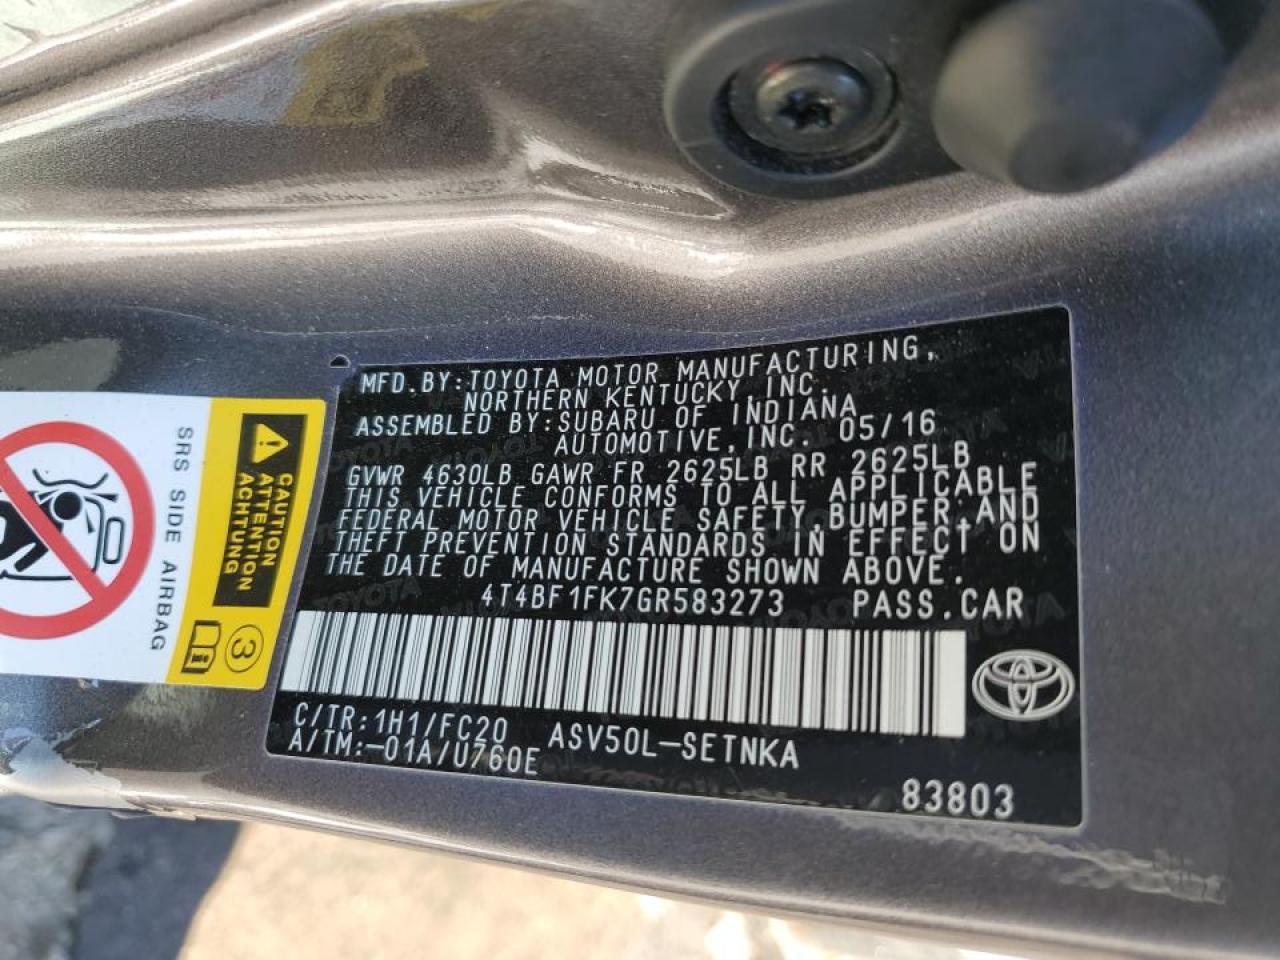 MFD. BY: TOYOTA MOTOR MANUFACTURING,
NORTHERN KENTUCKY, INC.
ASSEMBLED BY: SUBARU OF INDIANA
AUTOMOTIVE, INC. 05/16
GVWR 4630LB GAWR FR 2625LB RR 2625LB
THIS VEHICLE CONFORMS TO ALL APPLICABLE
FEDERAL MOTOR VEHICLE SAFETY, BUMPER, AND
THEFT PREVENTION STANDARDS IN EFFECT ON
THE DATE OF MANUFACTURE SHOWN ABOVE.
4T4BF1FK7GR583273 PASS.CAR
C/TR: 1H1/FC20 ASV50L-SETNKA
A/TM: -01A/U760E
83803
SRS SIDE AIRBAG
CAUTION
ATTENTION
ACHTUNG
3